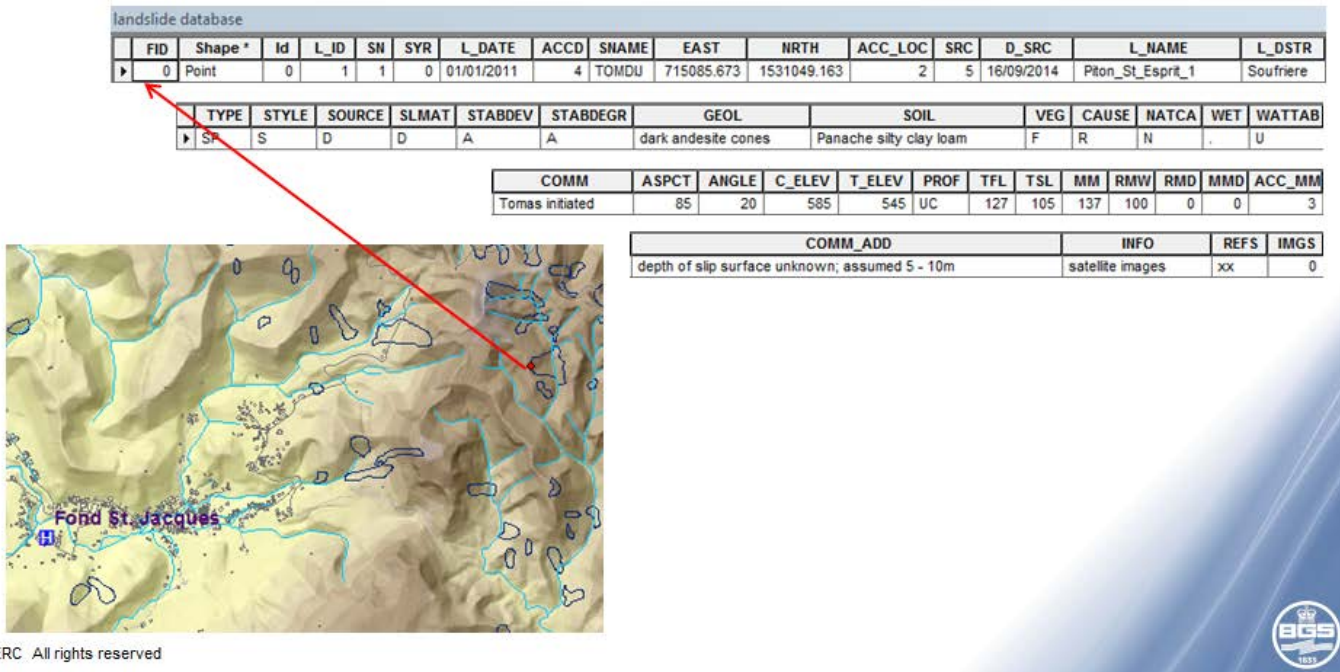 landslide database
FID Shape * Id L_ID SN SYR L_DATE ACCD SNAME EAST NRTH ACC_LOC SRC D_SRC L_NAME L_DSTR
0 Point 0 1 1 0 01/01/2011 4 TOMDU 715085.673 1531049.163 2 5 16/09/2014 Piton_St_Esprit_1 Soufriere
TYPE STYLE SOURCE SLMAT STABDEV STABDEGR GEOL SOIL VEG CAUSE NATCA WET WATTAB
SP S D D A A dark andesite cones Panache silty clay loam F R N . U
COMM ASPCT ANGLE C_ELEV T_ELEV PROF TFL TSL MM RMW RMD MMD ACC_MM
Tomas initiated 85 20 585 545 UC 127 105 137 100 0 0 3
COMM_ADD INFO REFS IMGS
depth of slip surface unknown; assumed 5 - 10m satellite images xx 0
Fond St. Jacques
H
ERC All rights reserved
BGS
1835